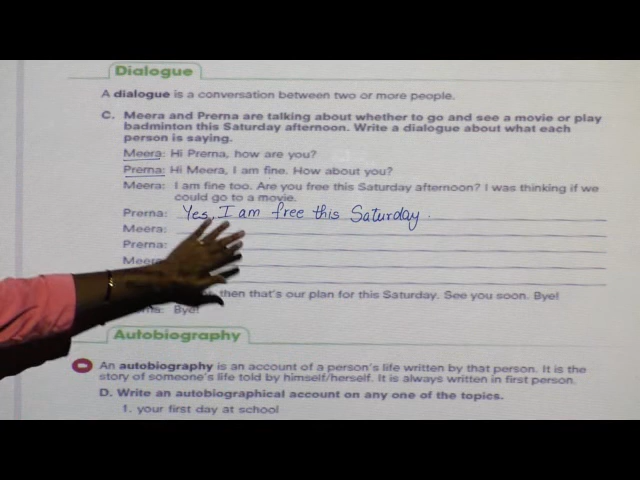 Dialogue
A dialogue is a conversation between two or more people.
C. Meera and Prerna are talking about whether to go and see a movie or play
badminton this Saturday afternoon. Write a dialogue about what each
person is saying.
Meera: Hi Prerna, how are you?
Prerna: Hi Meera, I am fine. How about you?
Meera: I am fine too. Are you free this Saturday afternoon? I was thinking if we
could go to a movie.
Prerna: Yes, I am free this Saturday.
Meera:
Prerna:
Meera
then that's our plan for this Saturday. See you soon. Bye!
Bye!
Autobiography
An autobiography is an account of a person's life written by that person. It is the
story of someone's life told by himself/herself. It is always written in first person.
D. Write an autobiographical account on any one of the topics.
1. your first day at school